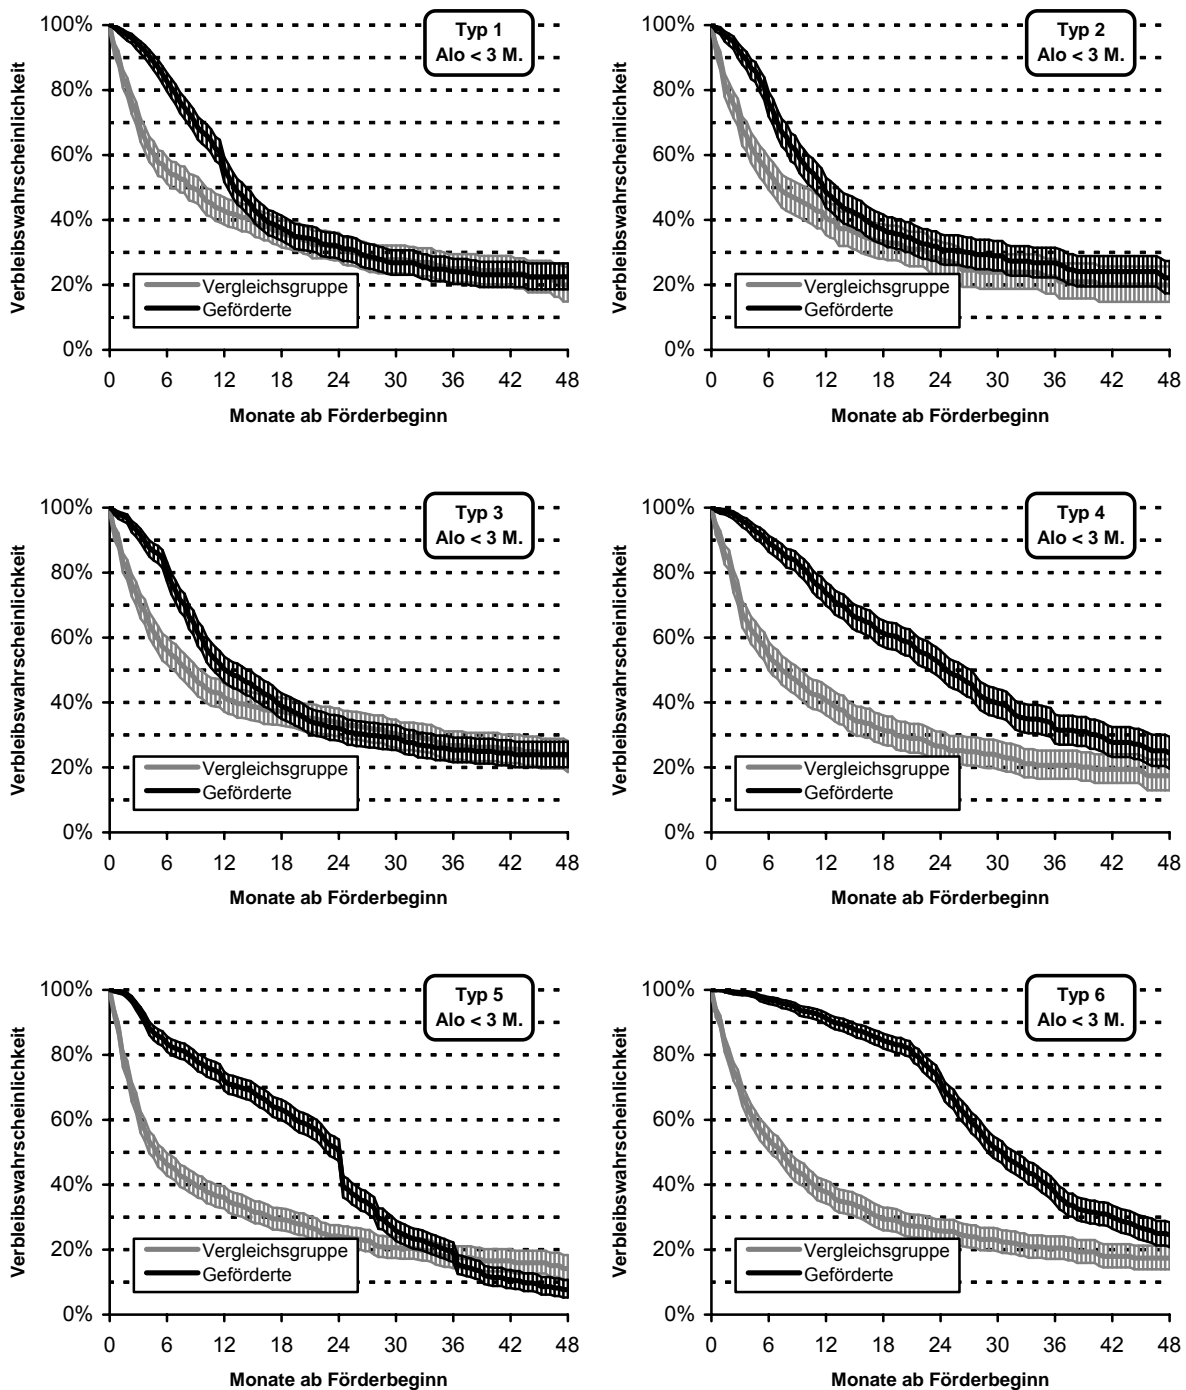 Typ 1
Alo < 3 M.
Verbleibswahrscheinlichkeit
100%
80%
60%
40%
20%
0%
Vergleichsgruppe
Geförderte
0 6 12 18 24 30 36 42 48
Monate ab Förderbeginn
Typ 2
Alo < 3 M.
Verbleibswahrscheinlichkeit
100%
80%
60%
40%
20%
0%
Vergleichsgruppe
Geförderte
0 6 12 18 24 30 36 42 48
Monate ab Förderbeginn
Typ 3
Alo < 3 M.
Verbleibswahrscheinlichkeit
100%
80%
60%
40%
20%
0%
Vergleichsgruppe
Geförderte
0 6 12 18 24 30 36 42 48
Monate ab Förderbeginn
Typ 4
Alo < 3 M.
Verbleibswahrscheinlichkeit
100%
80%
60%
40%
20%
0%
Vergleichsgruppe
Geförderte
0 6 12 18 24 30 36 42 48
Monate ab Förderbeginn
Typ 5
Alo < 3 M.
Verbleibswahrscheinlichkeit
100%
80%
60%
40%
20%
0%
Vergleichsgruppe
Geförderte
0 6 12 18 24 30 36 42 48
Monate ab Förderbeginn
Typ 6
Alo < 3 M.
Verbleibswahrscheinlichkeit
100%
80%
60%
40%
20%
0%
Vergleichsgruppe
Geförderte
0 6 12 18 24 30 36 42 48
Monate ab Förderbeginn